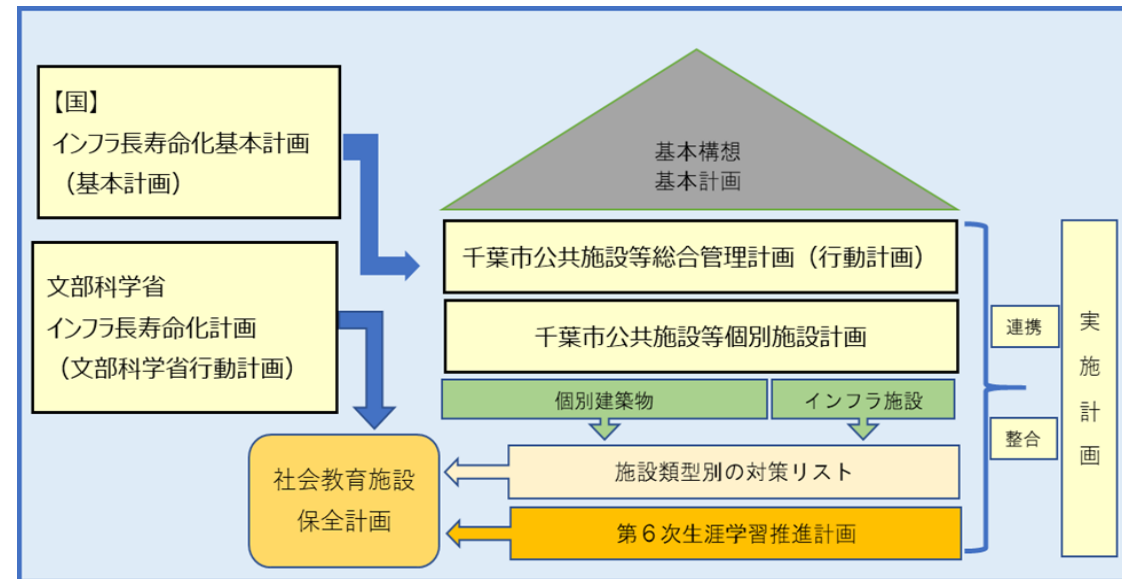 【国】
インフラ長寿命化基本計画
（基本計画）
文部科学省
インフラ長寿命化計画
（文部科学省行動計画）
基本構想
基本計画
千葉市公共施設等総合管理計画（行動計画）
千葉市公共施設等個別施設計画
個別建築物
インフラ施設
施設類型別の対策リスト
第６次生涯学習推進計画
社会教育施設
保全計画
連携
整合
実施計画